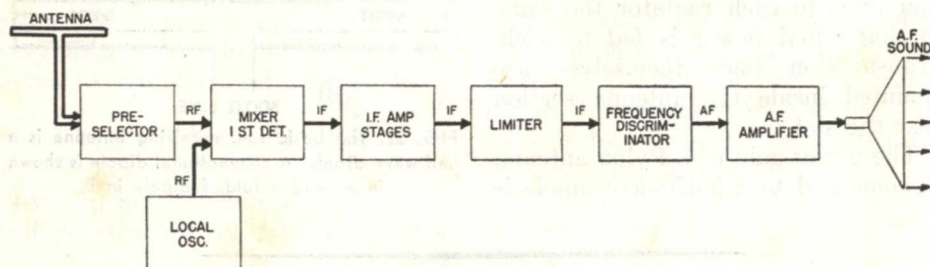 ANTENNA
PRE-
SELECTOR
RF
MIXER
1 ST DET.
IF
I.F. AMP
STAGES
IF
LIMITER
IF
FREQUENCY
DISCRIM-
INATOR
AF
A.F.
AMPLIFIER
A.F.
SOUND
RF
LOCAL
OSC.